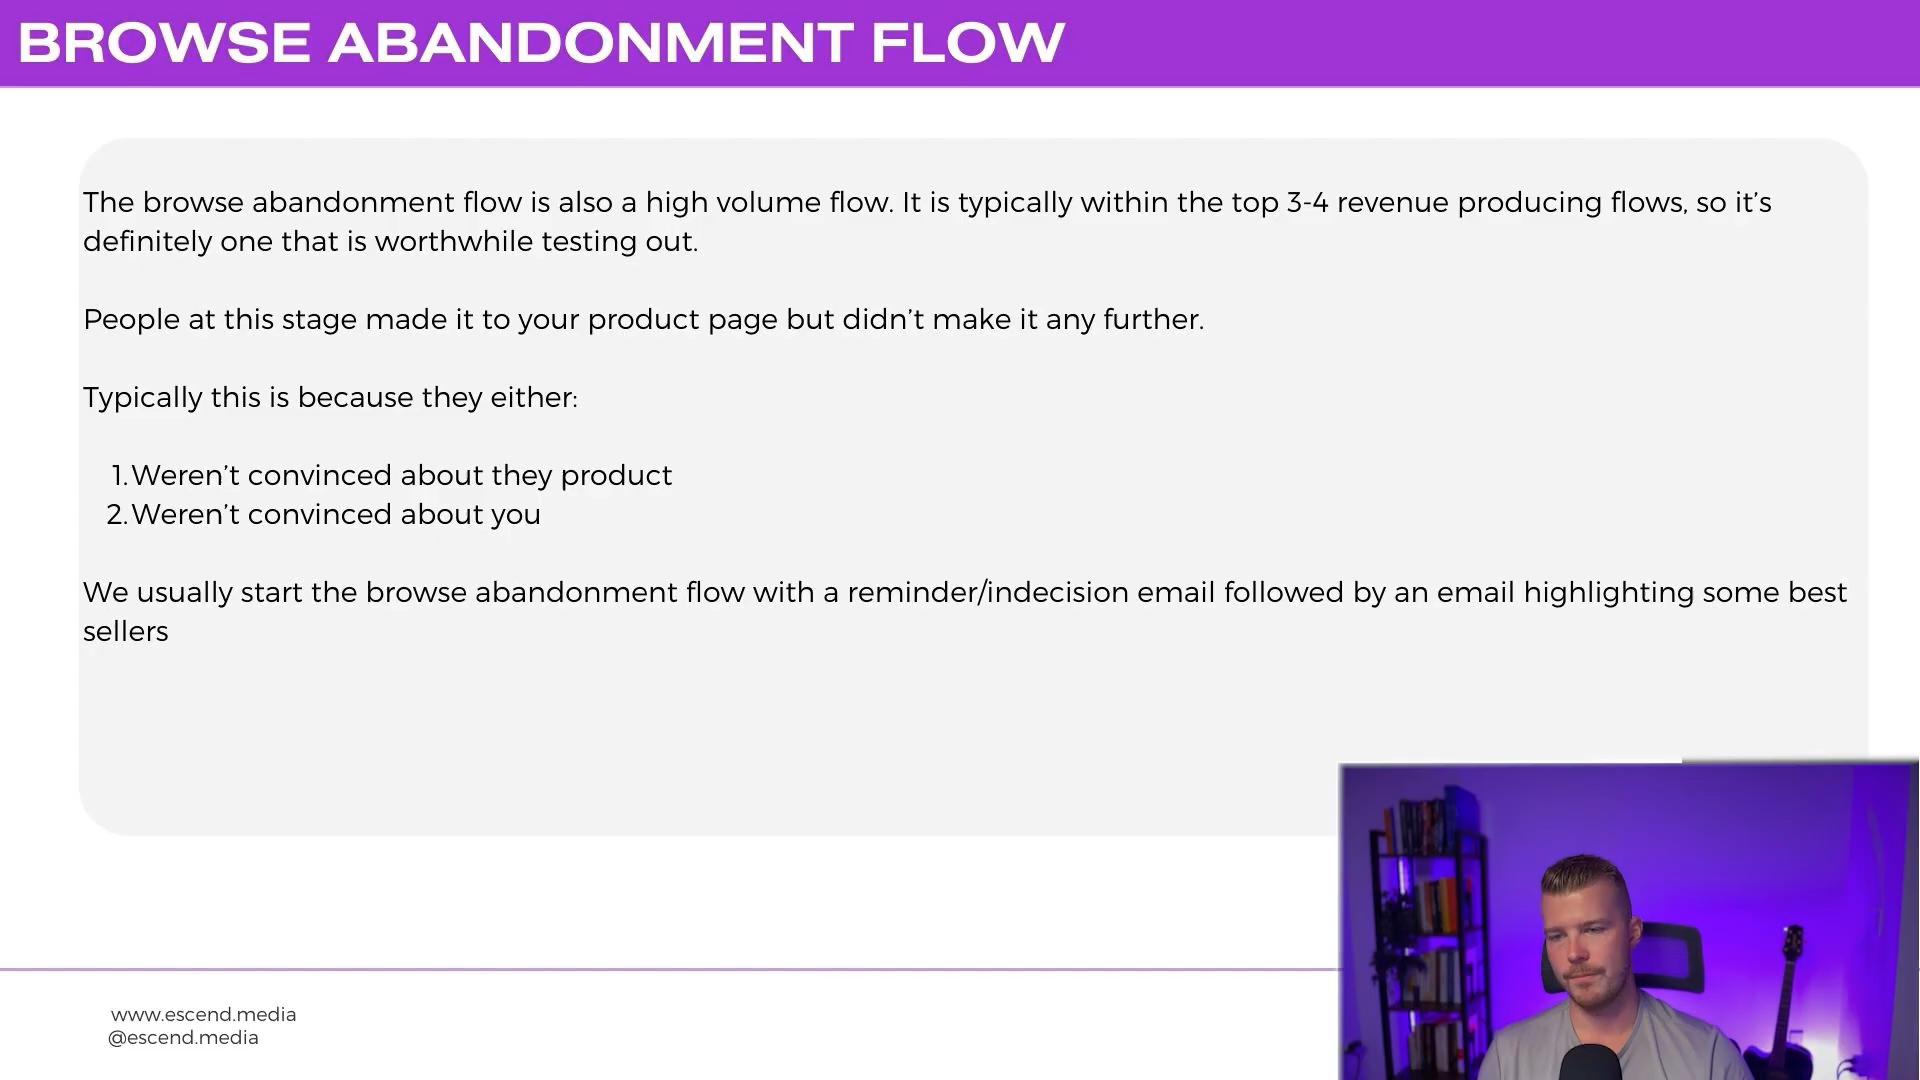 BROWSE ABANDONMENT FLOW
The browse abandonment flow is also a high volume flow. It is typically within the top 3-4 revenue producing flows, so it’s
definitely one that is worthwhile testing out.
People at this stage made it to your product page but didn’t make it any further.
Typically this is because they either:
1. Weren’t convinced about they product
2. Weren’t convinced about you
We usually start the browse abandonment flow with a reminder/indecision email followed by an email highlighting some best
sellers
www.escend.media
@escend.media